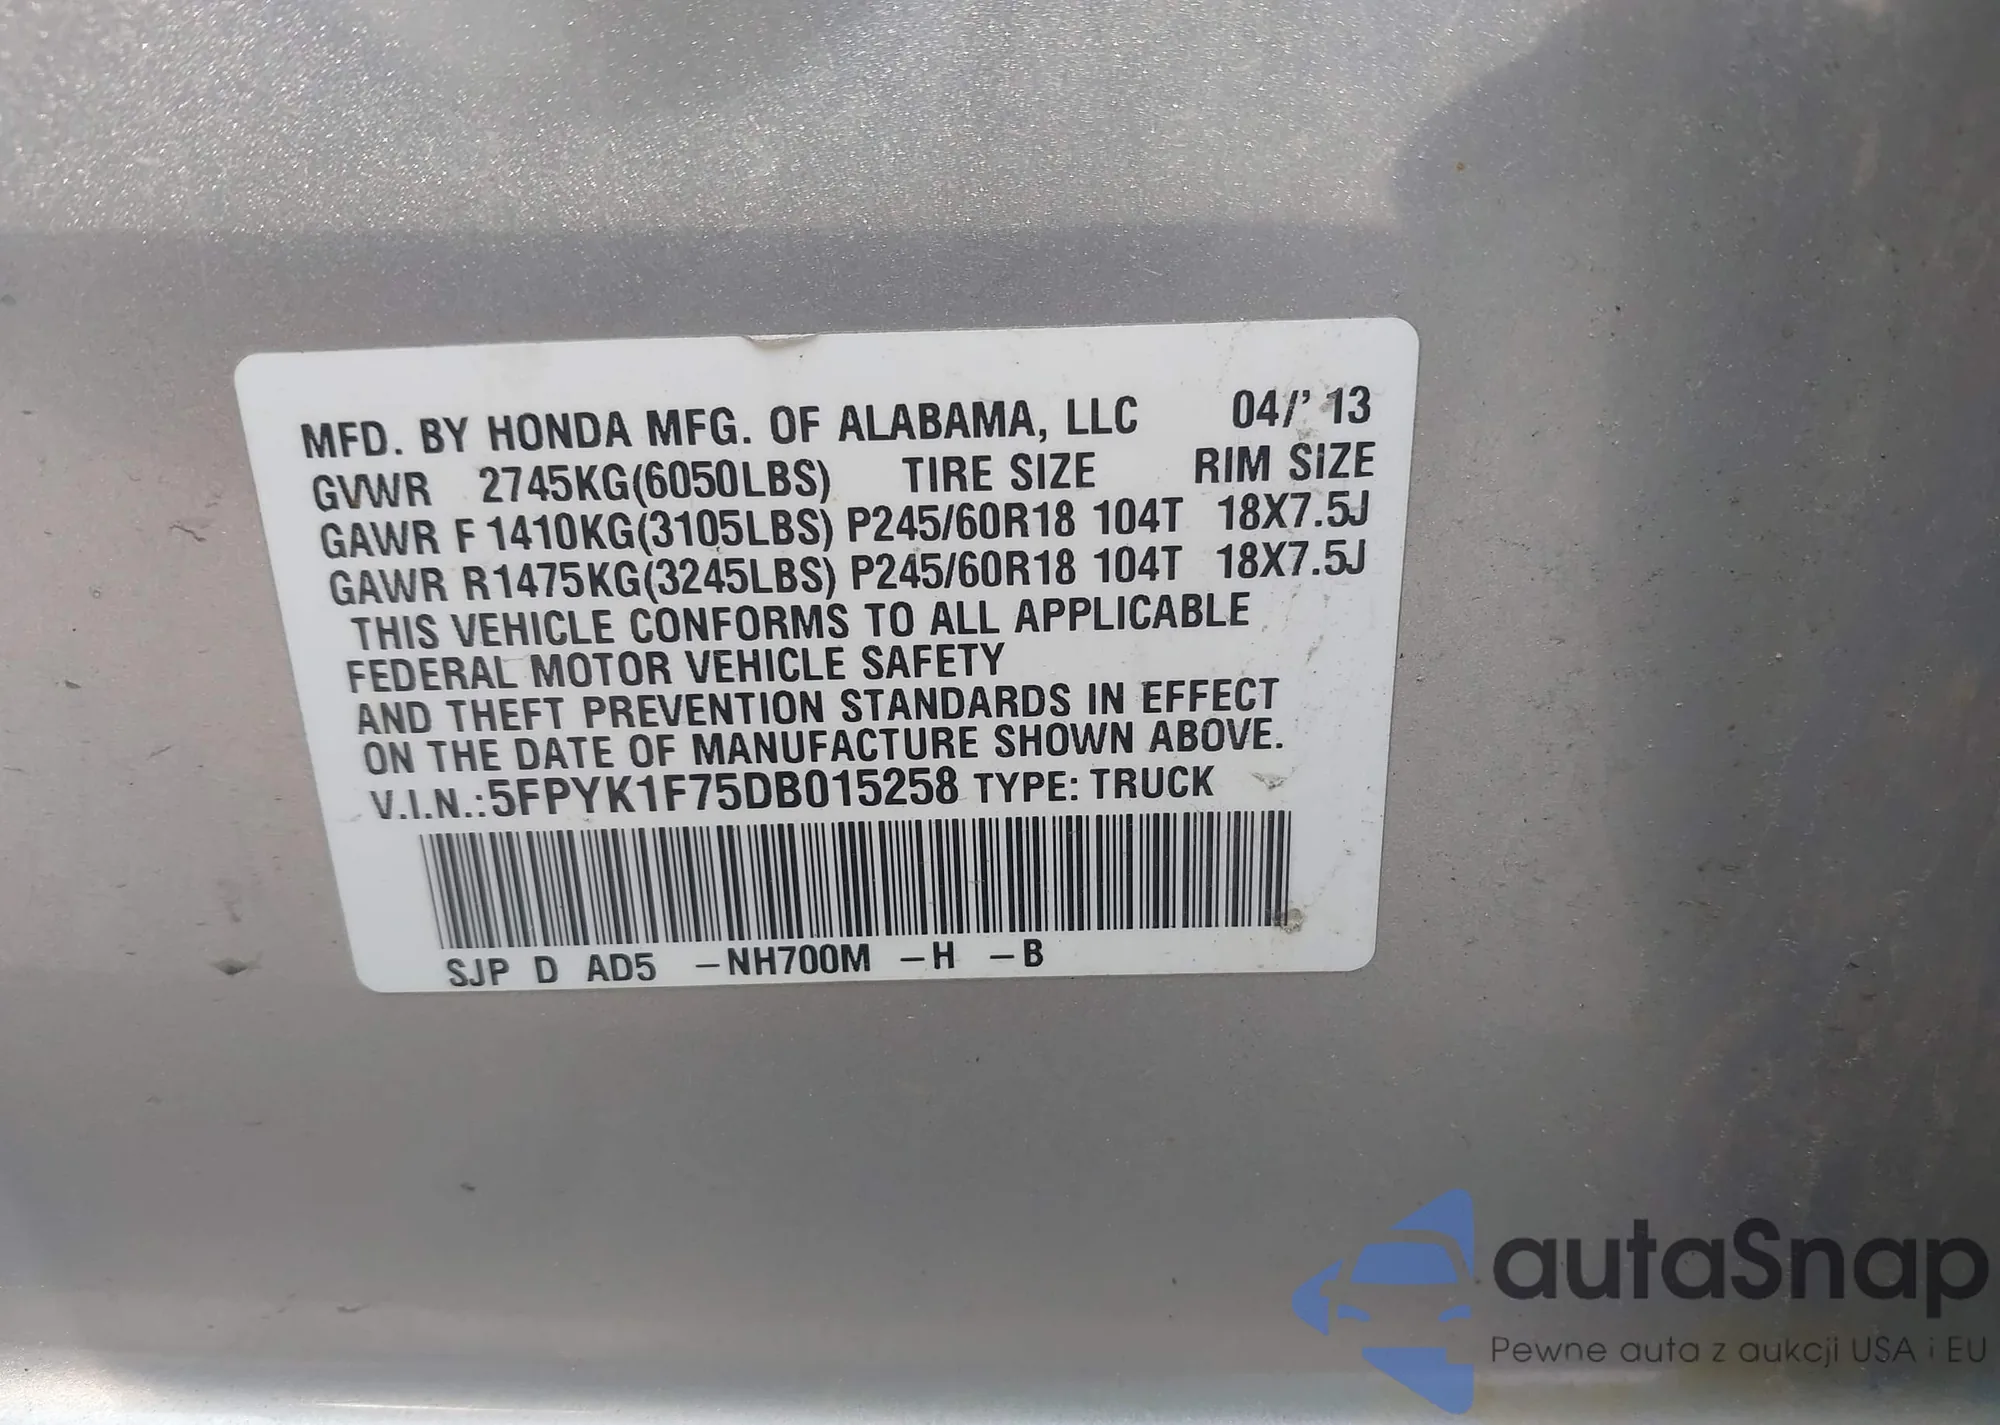 MFD. BY HONDA MFG. OF ALABAMA, LLC 04/' 13
GVWR 2745KG(6050LBS) TIRE SIZE RIM SIZE
GAWR F 1410KG(3105LBS) P245/60R18 104T 18X7.5J
GAWR R1475KG(3245LBS) P245/60R18 104T 18X7.5J
THIS VEHICLE CONFORMS TO ALL APPLICABLE
FEDERAL MOTOR VEHICLE SAFETY
AND THEFT PREVENTION STANDARDS IN EFFECT
ON THE DATE OF MANUFACTURE SHOWN ABOVE.
V.I.N.:5FPYK1F75DB015258 TYPE: TRUCK
SJP D AD5 –NH700M –H –B
autaSnap
Pewne auta z aukcji USA i EU